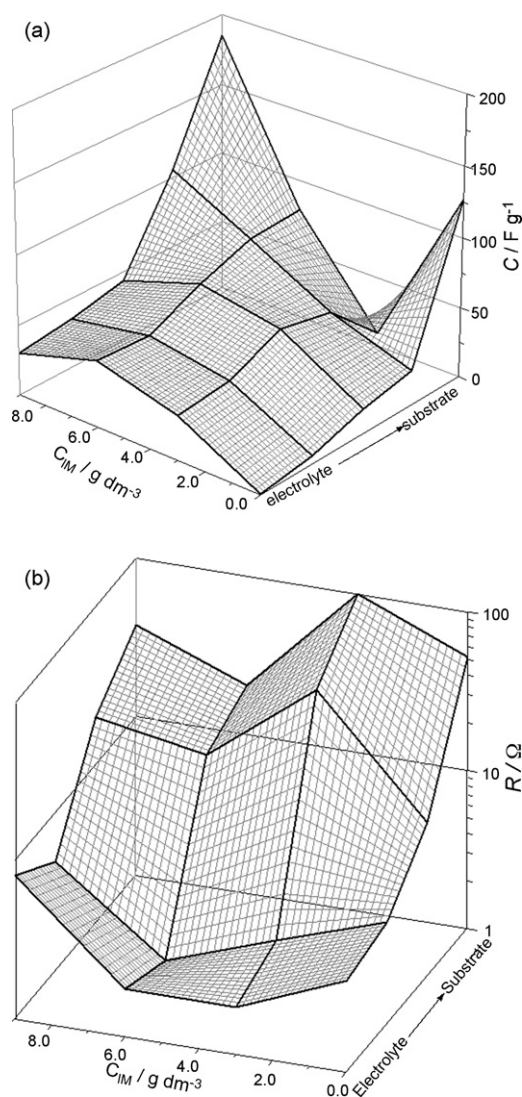 (a)
200
150
100
50
0
C / F g-1
8.0
6.0
4.0
2.0
0.0
CIM / g dm-3
electrolyte
substrate
(b)
100
10
1
R / Ω
8.0
6.0
4.0
2.0
0.0
CIM / g dm-3
Electrolyte
Substrate